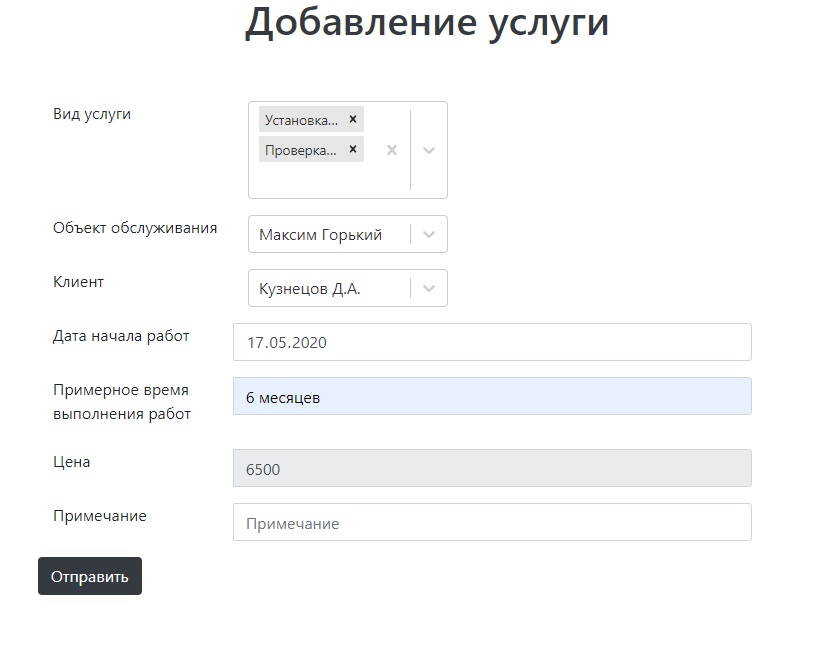 Добавление услуги
Вид услуги
Установка...
Проверка...
Объект обслуживания
Максим Горький
Клиент
Кузнецов Д.А.
Дата начала работ
17.05.2020
Примерное время
выполнения работ
6 месяцев
Цена
6500
Примечание
Примечание
Отправить